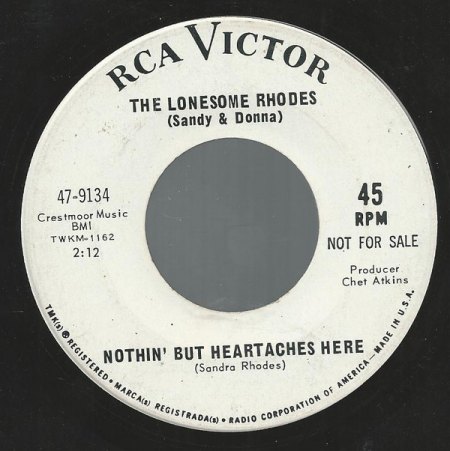 RCA VICTOR
THE LONESOME RHODES
(Sandy & Donna)
47-9134
Crestmoor Music
BMI
TWKM-1162
2:12
45
RPM
NOT FOR SALE
Producer
Chet Atkins
NOTHIN' BUT HEARTACHES HERE
(Sandra Rhodes)
TMK(s) ® REGISTERED • MARCA(s) REGISTRADA(s) • RADIO CORPORATION OF AMERICA—MADE IN U.S.A.